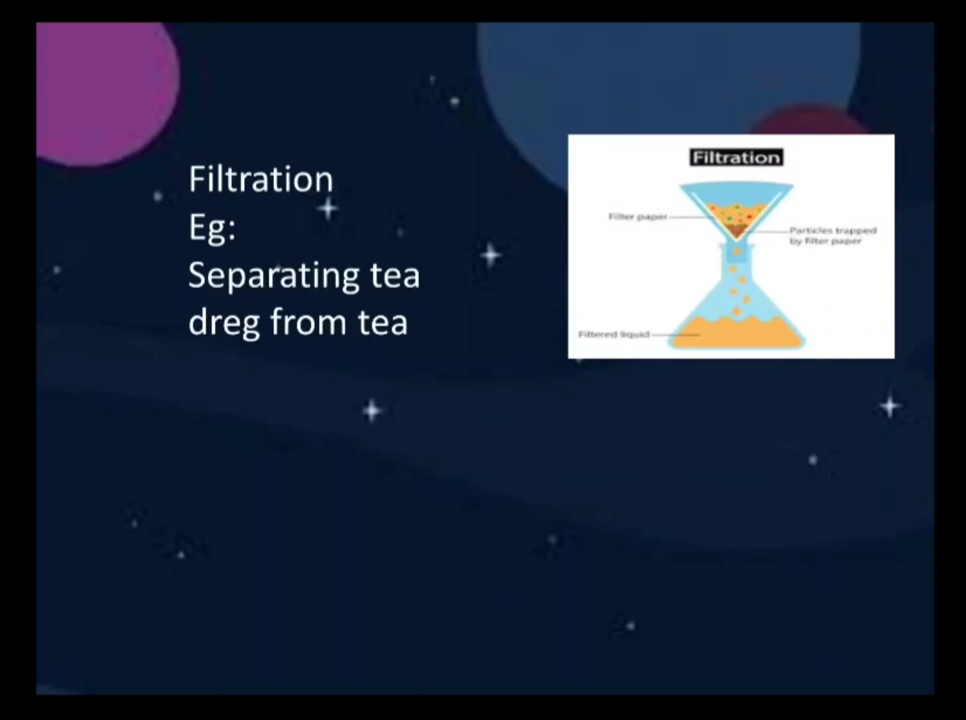 Filtration
Eg:
Separating tea
dreg from tea
Filtration
Filter paper
Particles trapped
by filter paper
Filtered liquid